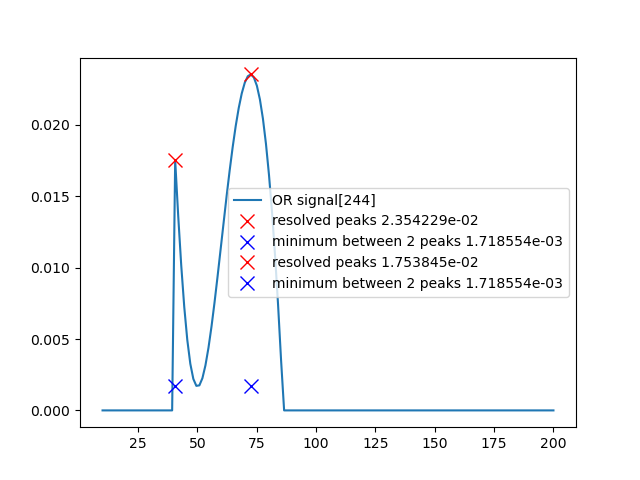 0.020
0.015
0.010
0.005
0.000
OR signal[244]
resolved peaks 2.354229e-02
minimum between 2 peaks 1.718554e-03
resolved peaks 1.753845e-02
minimum between 2 peaks 1.718554e-03
25 50 75 100 125 150 175 200